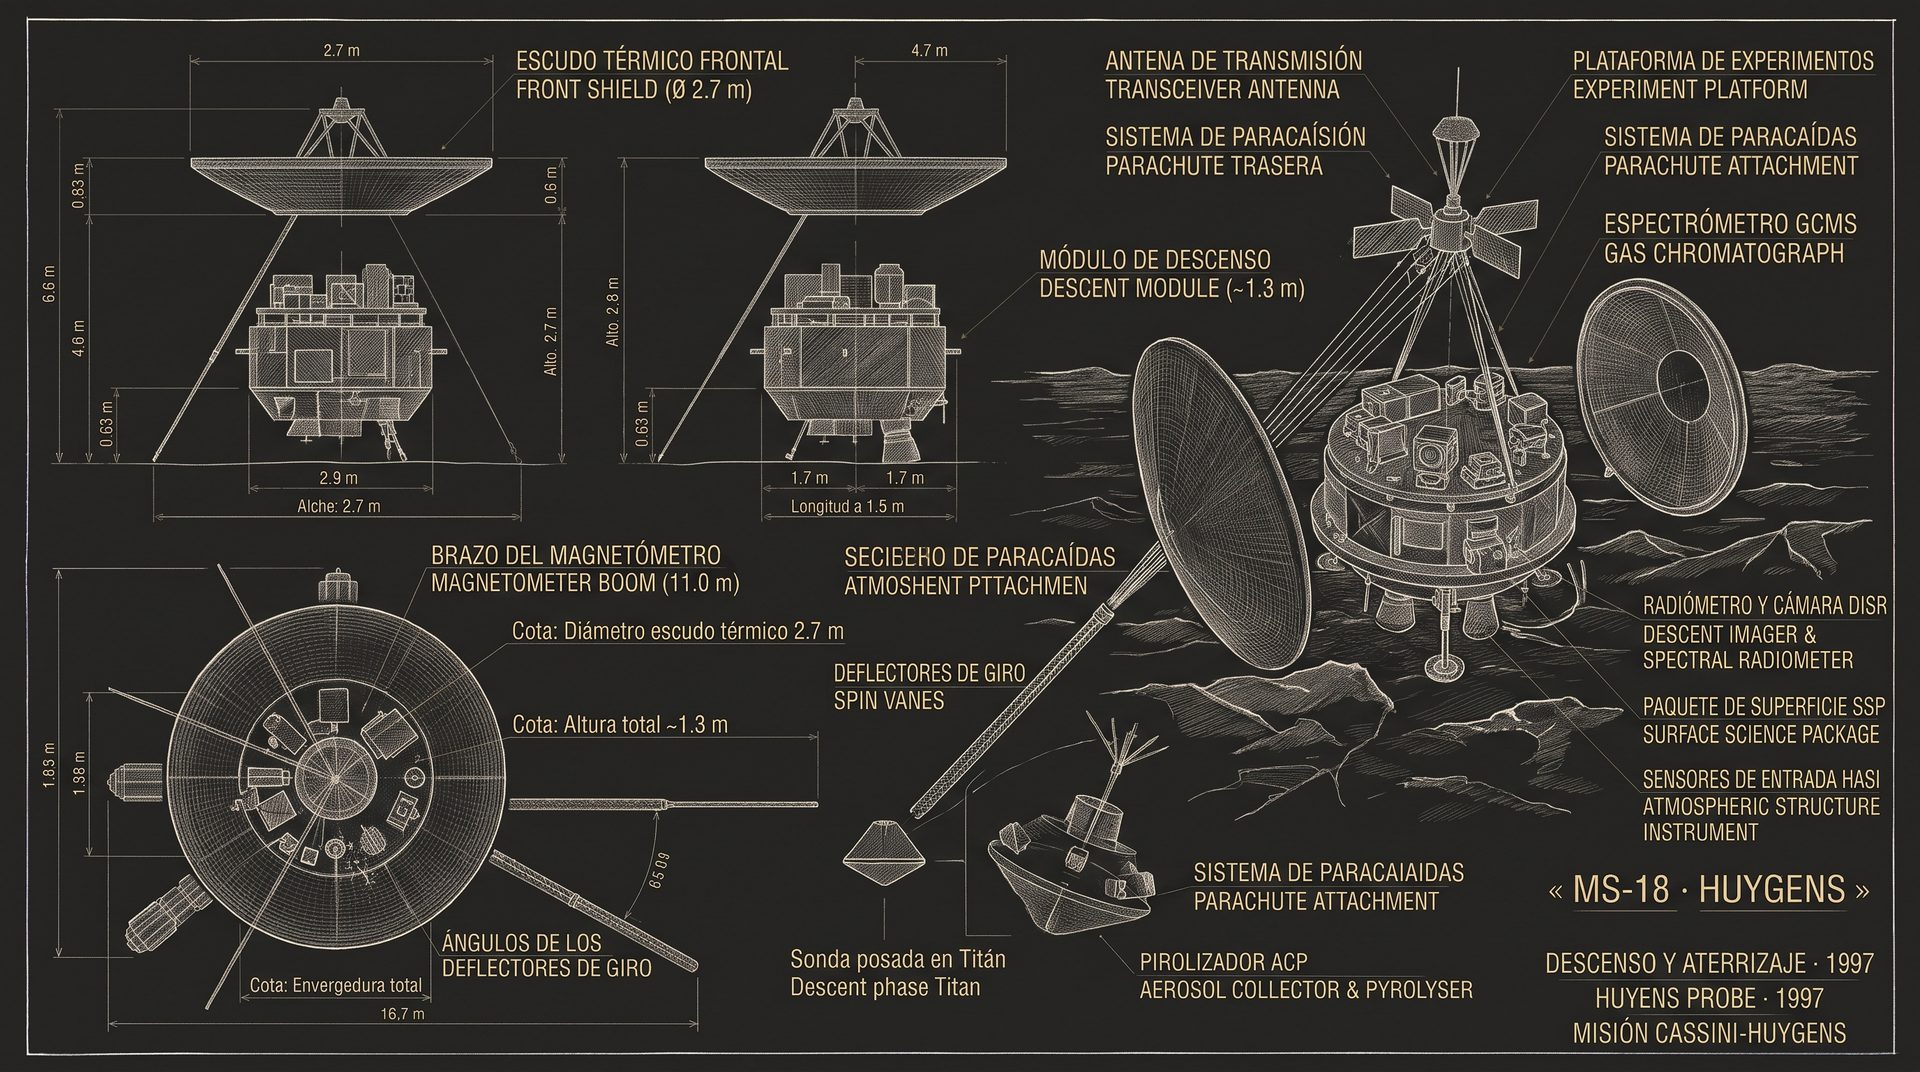 2.7 m
ESCUDO TÉRMICO FRONTAL
FRONT SHIELD (Ø 2.7 m)
0.83 m
0.6 m
6.6 m
4.6 m
Alto. 2.7 m
0.63 m
2.9 m
Alche: 2.7 m
4.7 m
Alto. 2.8 m
0.63 m
1.7 m
1.7 m
Longitud a 1.5 m
MÓDULO DE DESCENSO
DESCENT MODULE (~1.3 m)
ANTENA DE TRANSMISIÓN
TRANSCEIVER ANTENNA
SISTEMA DE PARACAÍSIÓN
PARACHUTE TRASERA
PLATAFORMA DE EXPERIMENTOS
EXPERIMENT PLATFORM
SISTEMA DE PARACAÍDAS
PARACHUTE ATTACHMENT
ESPECTRÓMETRO GCMS
GAS CHROMATOGRAPH
BRAZO DEL MAGNETÓMETRO
MAGNETOMETER BOOM (11.0 m)
Cota: Diámetro escudo térmico 2.7 m
Cota: Altura total ~1.3 m
1.83 m
1.38 m
ÁNGULOS DE LOS
DEFLECTORES DE GIRO
Cota: Envergedura total
16,7 m
SECIEEHO DE PARACAÍDAS
ATMOSHENT PTTACHMEN
DEFLECTORES DE GIRO
SPIN VANES
Sonda posada en Titán
Descent phase Titan
SISTEMA DE PARACAIAIDAS
PARACHUTE ATTACHMENT
PIROLIZADOR ACP
AEROSOL COLLECTOR & PYROLYSER
RADIÓMETRO Y CÁMARA DISR
DESCENT IMAGER &
SPECTRAL RADIOMETER
PAQUETE DE SUPERFICIE SSP
SURFACE SCIENCE PACKAGE
SENSORES DE ENTRADA HASI
ATMOSPHERIC STRUCTURE
INSTRUMENT
« MS-18 · HUYGENS »
DESCENSO Y ATERRIZAJE · 1997
HUYENS PROBE · 1997
MISIÓN CASSINI-HUYGENS